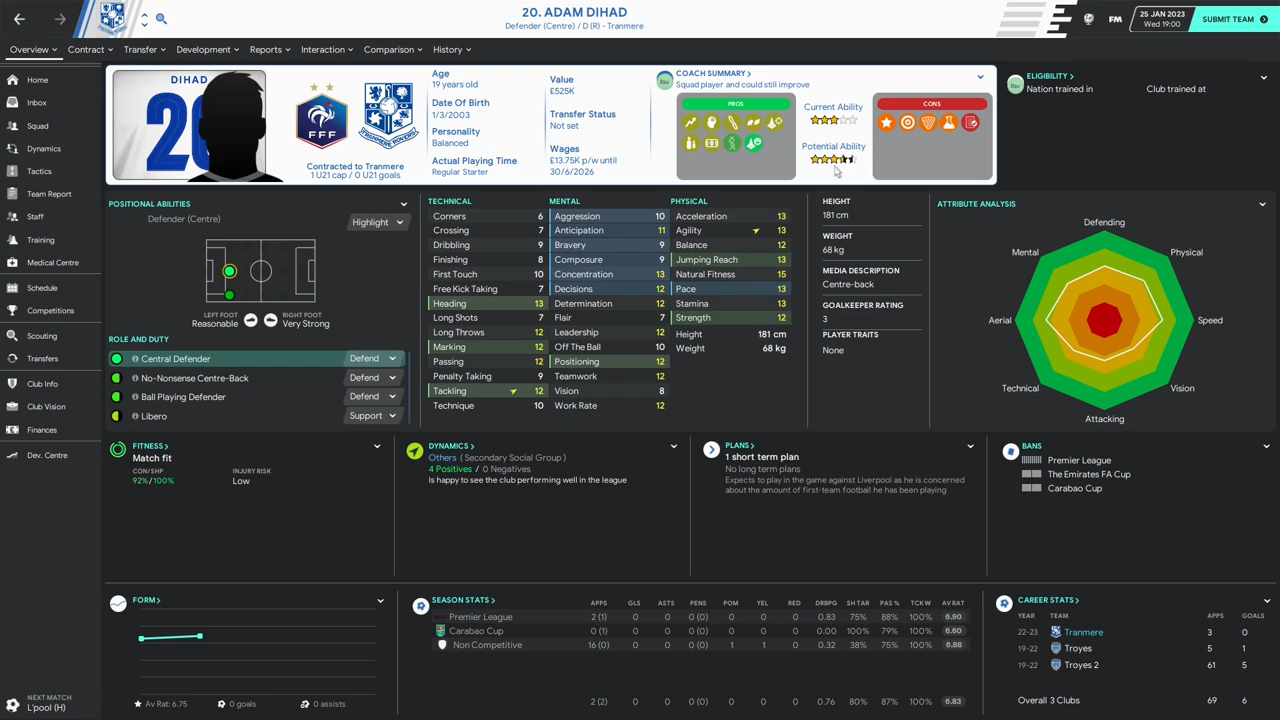 20. ADAM DIHAD
Defender (Centre) / D (R) - Tranmere
FM
25 JAN 2023
Wed 19:00
SUBMIT TEAM
Overview Contract Transfer Development Reports Interaction Comparison History
Home
Inbox
Squad
Dynamics
Tactics
Team Report
Staff
Training
Medical Centre
Schedule
Competitions
Scouting
Transfers
Club Info
Club Vision
Finances
Dev. Centre
NEXT MATCH
L'pool (H)
DIHAD
20
FFF
TRANMERE ROVERS
Contracted to Tranmere
1 U21 cap / 0 U21 goals
Age
19 years old
Date Of Birth
1/3/2003
Personality
Balanced
Actual Playing Time
Regular Starter
Value
£525K
Transfer Status
Not set
Wages
£13.75K p/w until
30/6/2026
Rsv
COACH SUMMARY >
Squad player and could still improve
PROS
Current Ability
Potential Ability
CONS
Rsv
ELIGIBILITY >
Nation trained in Club trained at
POSITIONAL ABILITIES
Defender (Centre)
Highlight
LEFT FOOT
Reasonable
RIGHT FOOT
Very Strong
ROLE AND DUTY
Central Defender Defend
No-Nonsense Centre-Back Defend
Ball Playing Defender Defend
Libero Support
TECHNICAL
Corners 6
Crossing 7
Dribbling 9
Finishing 8
First Touch 10
Free Kick Taking 7
Heading 13
Long Shots 7
Long Throws 12
Marking 12
Passing 12
Penalty Taking 9
Tackling 12
Technique 10
MENTAL
Aggression 10
Anticipation 11
Bravery 9
Composure 9
Concentration 13
Decisions 12
Determination 12
Flair 7
Leadership 12
Off The Ball 10
Positioning 12
Teamwork 12
Vision 8
Work Rate 12
PHYSICAL
Acceleration 13
Agility 13
Balance 12
Jumping Reach 13
Natural Fitness 15
Pace 13
Stamina 13
Strength 12
Height 181 cm
Weight 68 kg
HEIGHT
181 cm
WEIGHT
68 kg
MEDIA DESCRIPTION
Centre-back
GOALKEEPER RATING
3
PLAYER TRAITS
None
ATTRIBUTE ANALYSIS
Defending
Mental
Physical
Aerial
Speed
Technical
Vision
Attacking
FITNESS >
Match fit
CON/SHP
92%/100%
INJURY RISK
Low
DYNAMICS >
Others ( Secondary Social Group )
4 Positives / 0 Negatives
Is happy to see the club performing well in the league
PLANS >
1 short term plan
No long term plans
Expects to play in the game against Liverpool as he is concerned
about the amount of first-team football he has been playing
BANS
Premier League
The Emirates FA Cup
Carabao Cup
FORM >
Av Rat: 6.75 0 goals 0 assists
SEASON STATS > APPS GLS ASTS PENS POM YEL RED DRBPG SH TAR PAS % TCK W AV RAT
Premier League 2 (1) 0 0 0 (0) 0 0 0 0.83 75% 88% 100% 6.90
Carabao Cup 0 (1) 0 0 0 (0) 0 0 0 0.00 100% 79% 100% 6.60
Non Competitive 16 (0) 0 0 0 (0) 1 1 0 0.32 38% 75% 100% 6.88
2 (2) 0 0 0 (0) 0 0 0 0.76 80% 87% 100% 6.83
CAREER STATS >
YEAR TEAM APPS GOALS
22-23 Tranmere 3 0
19-22 Troyes 5 1
19-22 Troyes 2 61 5
Overall 3 Clubs 69 6